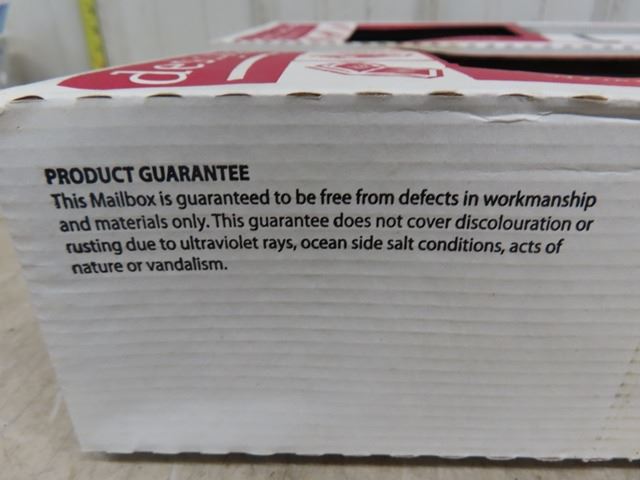 PRODUCT GUARANTEE
This Mailbox is guaranteed to be free from defects in workmanship
and materials only. This guarantee does not cover discolouration or
rusting due to ultraviolet rays, ocean side salt conditions, acts of
nature or vandalism.